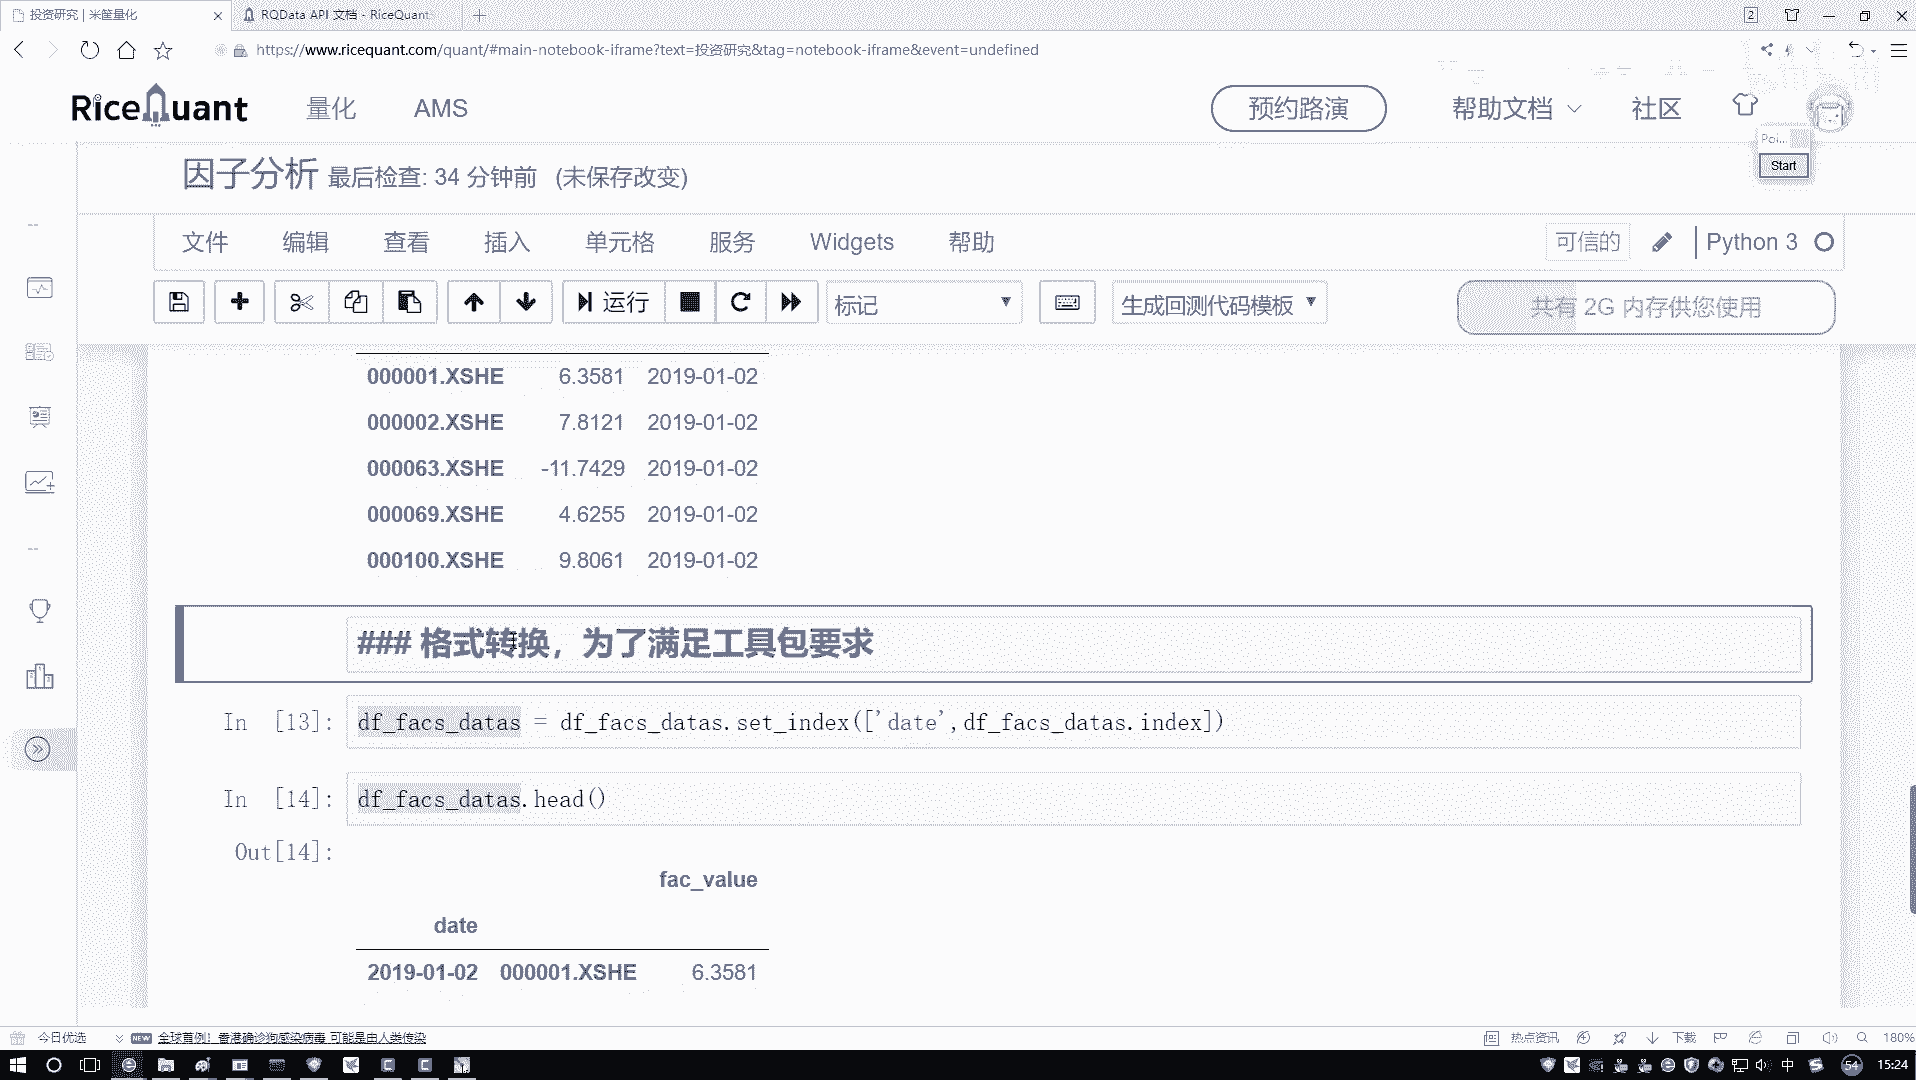 投资研究 | 米筐量化
RQData API 文档 - RiceQuant
2
https://www.ricequant.com/quant/#main-notebook-iframe?text=投资研究&tag=notebook-iframe&event=undefined
RiceQuant
量化
AMS
预约路演
帮助文档
社区
Poi...
Start
因子分析 最后检查: 34 分钟前 (未保存改变)
文件 编辑 查看 插入 单元格 服务 Widgets 帮助
可信的
Python 3
运行
标记
生成回测代码模板
共有 2G 内存供您使用
000001.XSHE 6.3581 2019-01-02
000002.XSHE 7.8121 2019-01-02
000063.XSHE -11.7429 2019-01-02
000069.XSHE 4.6255 2019-01-02
000100.XSHE 9.8061 2019-01-02
### 格式转换，为了满足工具包要求
In [13]: df_facs_datas = df_facs_datas.set_index(['date',df_facs_datas.index])
In [14]: df_facs_datas.head()
Out[14]:
fac_value
date
2019-01-02 000001.XSHE 6.3581
今日优选
NEW 全球首例！香港确诊狗感染病毒 可能是由人类传染
热点资讯
下载
180%
中
54
15:24